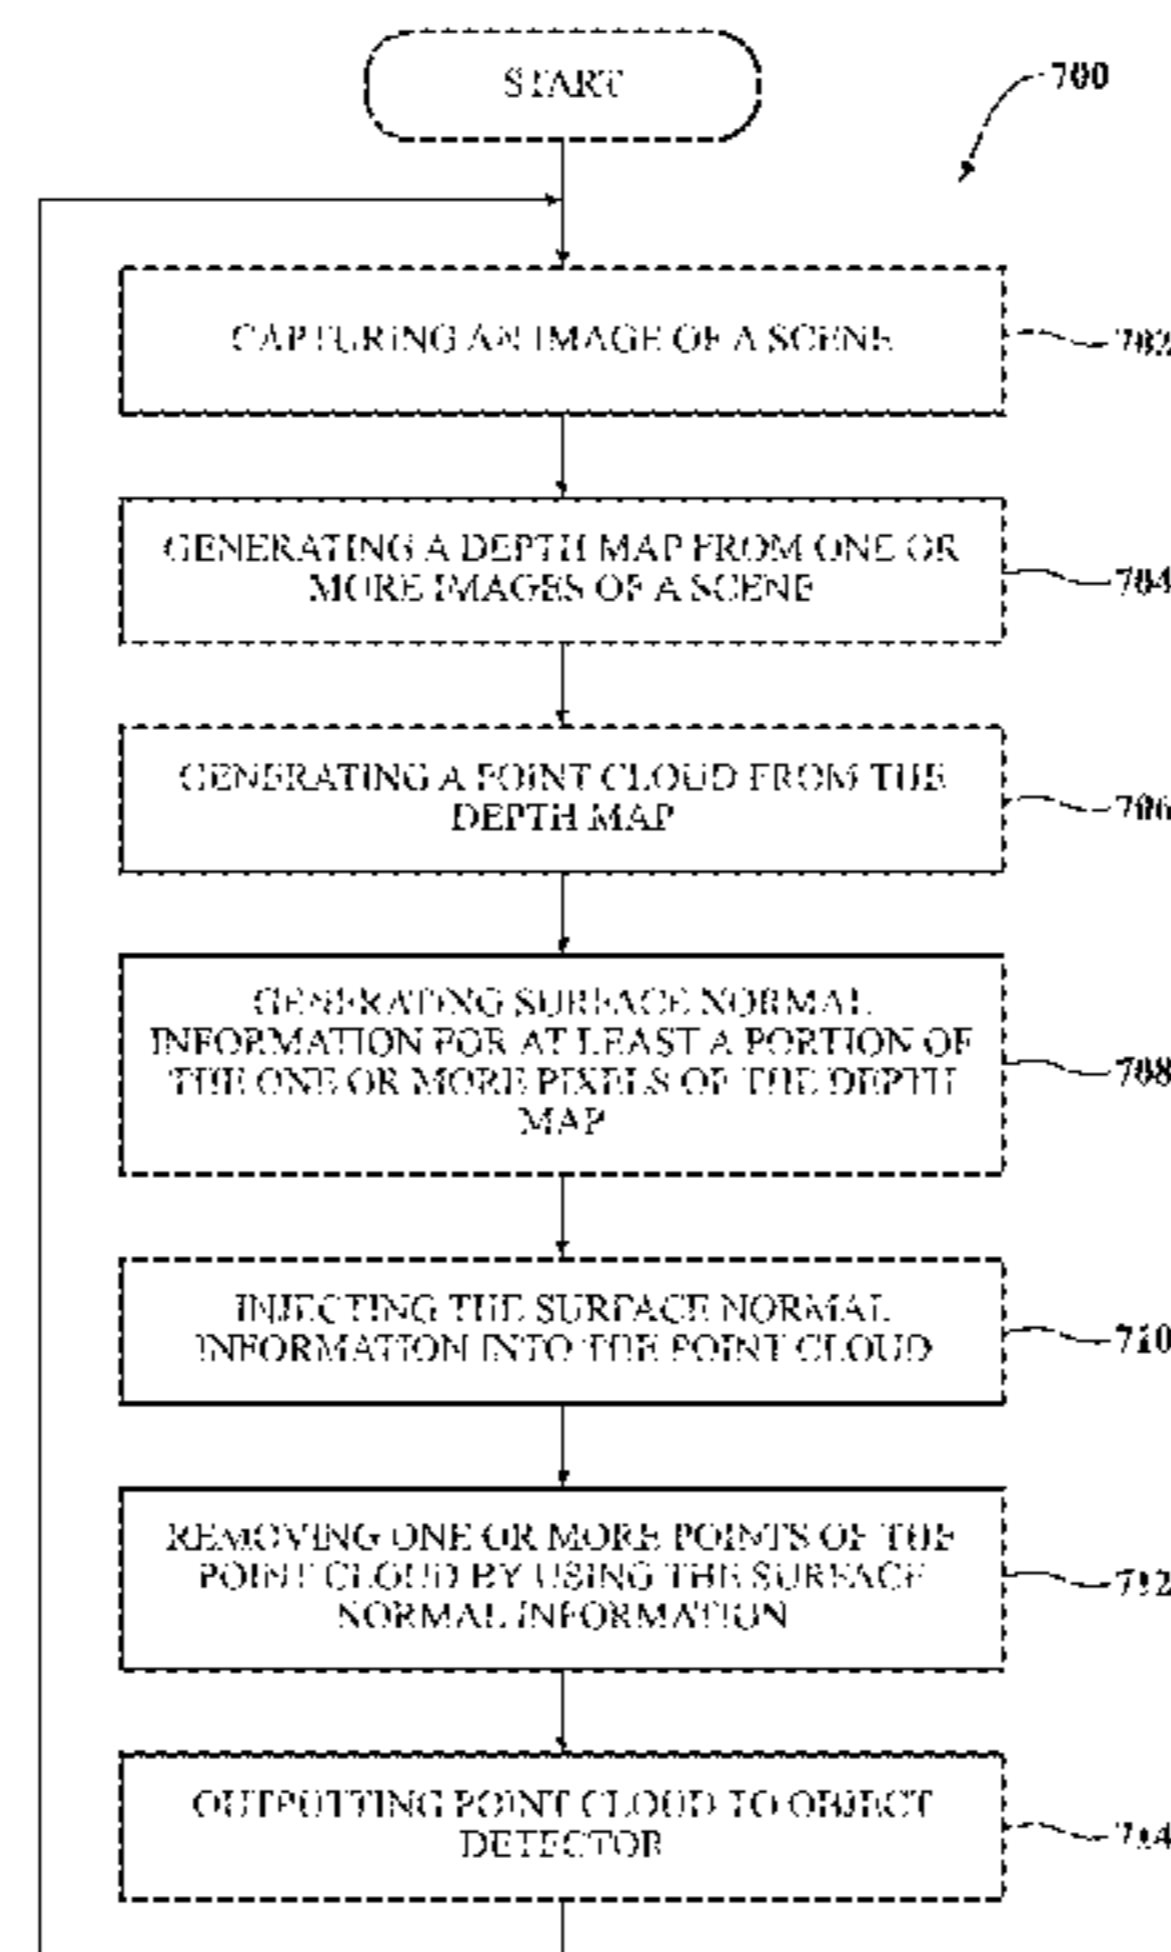 START
700
CAPTURING AN IMAGE OF A SCENE
702
GENERATING A DEPTH MAP FROM ONE OR
MORE IMAGES OF A SCENE
704
GENERATING A POINT CLOUD FROM THE
DEPTH MAP
706
GENERATING SURFACE NORMAL
INFORMATION FOR AT LEAST A PORTION OF
THE ONE OR MORE PIXELS OF THE DEPTH
MAP
708
INJECTING THE SURFACE NORMAL
INFORMATION INTO THE POINT CLOUD
710
REMOVING ONE OR MORE POINTS OF THE
POINT CLOUD BY USING THE SURFACE
NORMAL INFORMATION
712
OUTPUTTING POINT CLOUD TO OBJECT
DETECTOR
714